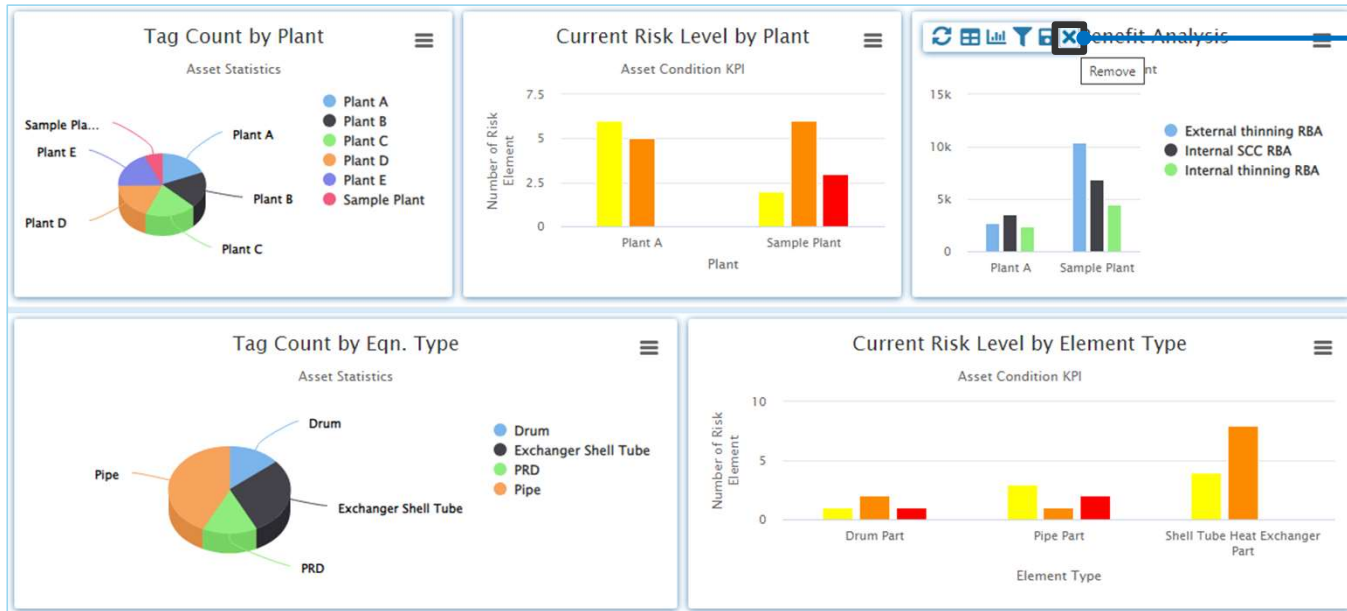 Tag Count by Plant
Asset Statistics
Sample Pla...
Plant E
Plant D
Plant A
Plant B
Plant C
Plant A
Plant B
Plant C
Plant D
Plant E
Sample Plant
Current Risk Level by Plant
Asset Condition KPI
Number of Risk
Element
7.5
5
2.5
0
Plant A
Sample Plant
Plant
Analysis
Remove
15k
10k
5k
0
Plant A
Sample Plant
External thinning RBA
Internal SCC RBA
Internal thinning RBA
Tag Count by Eqn. Type
Asset Statistics
Drum
Pipe
Exchanger Shell Tube
PRD
Drum
Exchanger Shell Tube
PRD
Pipe
Current Risk Level by Element Type
Asset Condition KPI
Number of Risk
Element
10
5
0
Drum Part
Pipe Part
Shell Tube Heat Exchanger
Part
Element Type